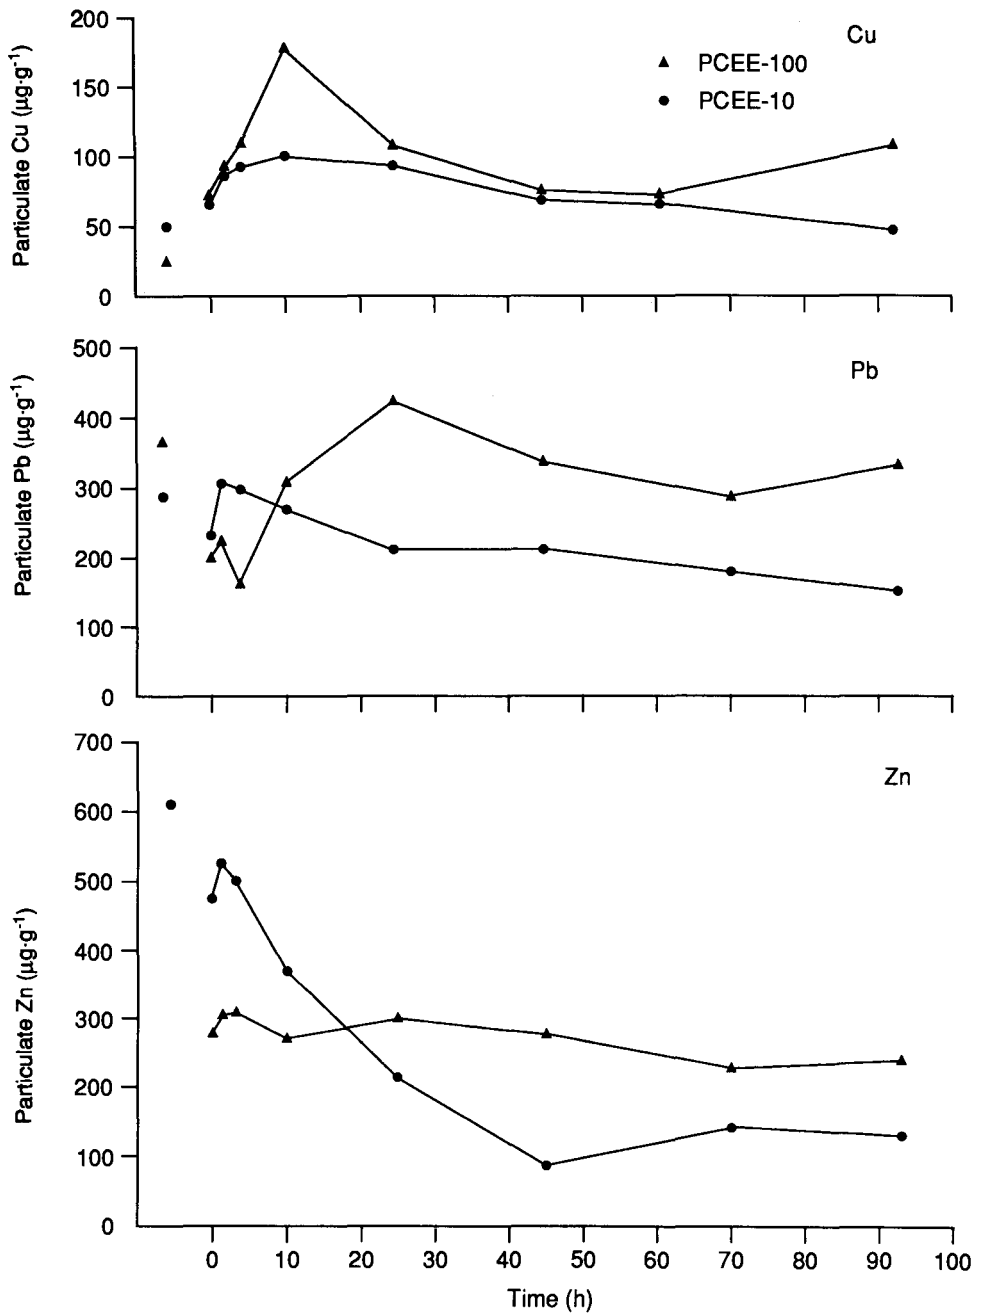 200
150
100
50
0
Particulate Cu (µg·g⁻¹)
Cu
▲ PCEE-100
● PCEE-10
500
400
300
200
100
0
Particulate Pb (µg·g⁻¹)
Pb
700
600
500
400
300
200
100
0
Particulate Zn (µg·g⁻¹)
Zn
0 10 20 30 40 50 60 70 80 90 100
Time (h)